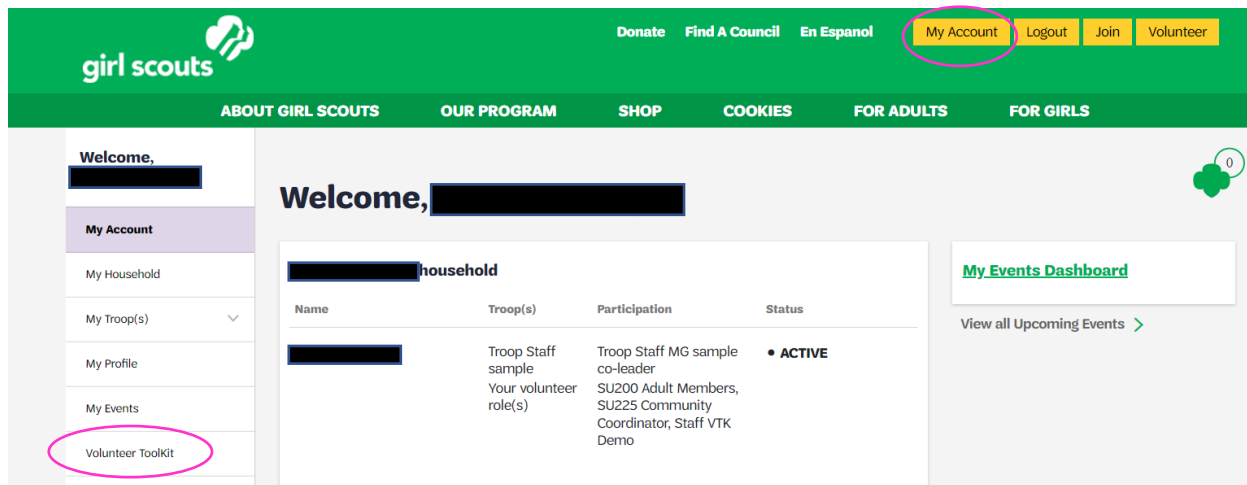 girl scouts
Donate Find A Council En Espanol My Account Logout Join Volunteer
ABOUT GIRL SCOUTS OUR PROGRAM SHOP COOKIES FOR ADULTS FOR GIRLS
Welcome,
My Account
My Household
My Troop(s)
My Profile
My Events
Volunteer ToolKit
0
Welcome,
household
Name Troop(s) Participation Status
Troop Staff
sample
Your volunteer
role(s)
Troop Staff MG sample
co-leader
SU200 Adult Members,
SU225 Community
Coordinator, Staff VTK
Demo
• ACTIVE
My Events Dashboard
View all Upcoming Events